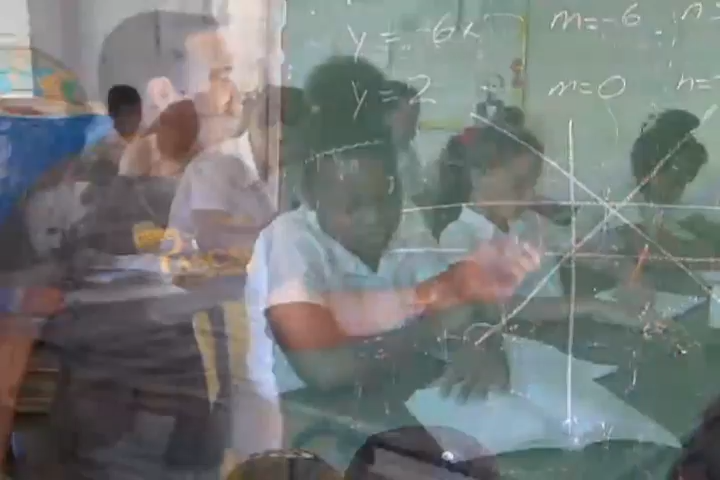 y = -6x m=-6
y = 2 m=0
y